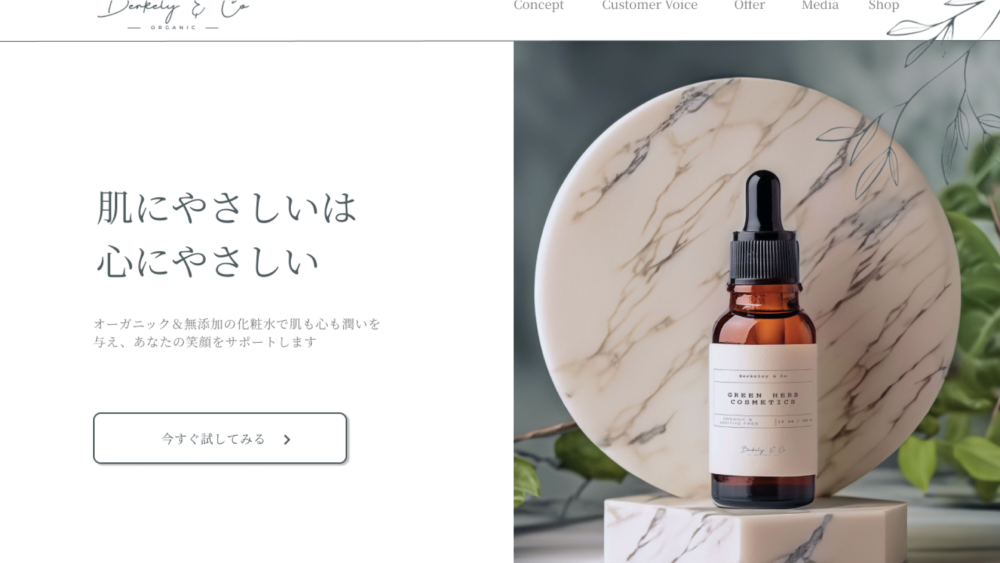 Berkely & Co
ORGANIC
Concept
Customer Voice
Offer
Media
Shop
肌にやさしいは
心にやさしい
オーガニック＆無添加の化粧水で肌も心も潤いを
与え、あなたの笑顔をサポートします
今すぐ試してみる
Berkeley & Co
GREEN HERB
COSMETICS
ORGANIC &
Berkely & Co